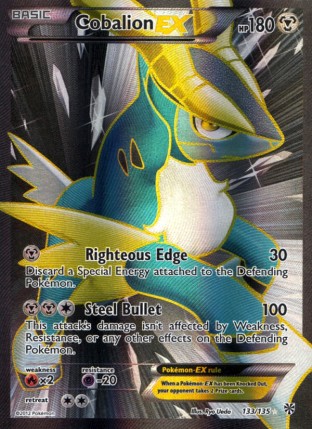 BASIC Cobalion EX HP 180
Righteous Edge 30
Discard a Special Energy attached to the Defending
Pokémon.
Steel Bullet 100
This attack's damage isn't affected by Weakness,
Resistance, or any other effects on the Defending
Pokémon.
weakness resistance
×2 -20
retreat
Pokémon-EX rule
When a Pokémon-EX has been Knocked Out,
your opponent takes 2 Prize cards.
©2012 Pokémon
Illus. Ryo Ueda 133/135